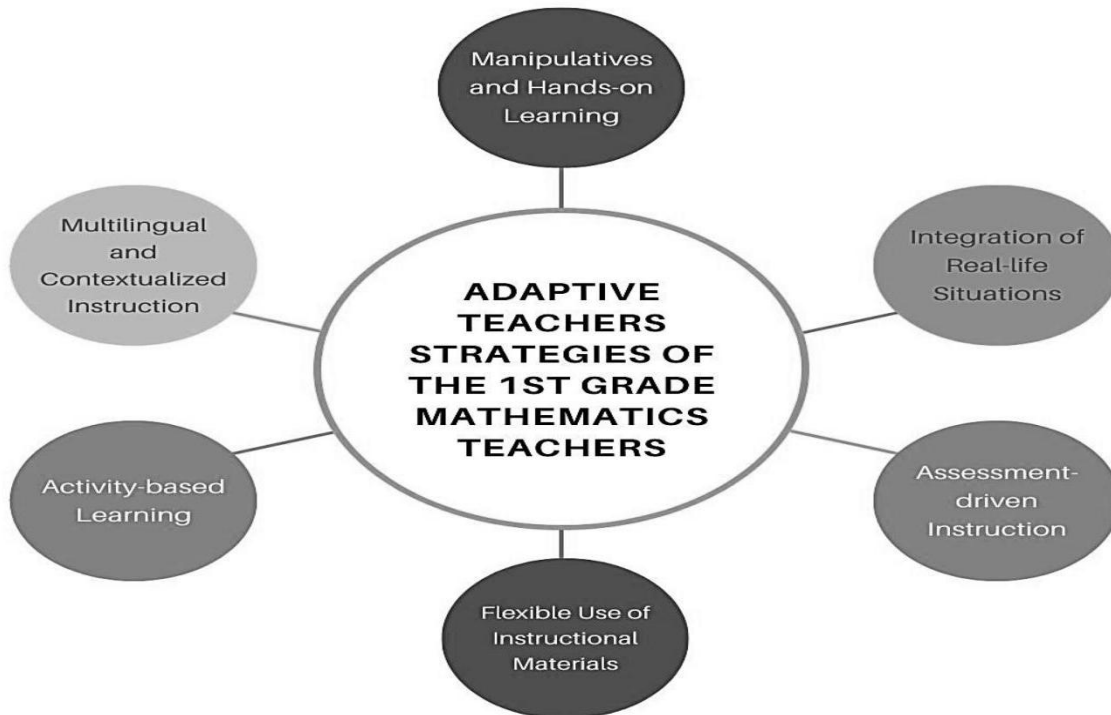 Manipulatives
and Hands-on
Learning
Multilingual
and
Contextualized
Instruction
Integration of
Real-life
Situations
ADAPTIVE
TEACHERS
STRATEGIES OF
THE 1ST GRADE
MATHEMATICS
TEACHERS
Activity-based
Learning
Assessment-
driven
Instruction
Flexible Use of
Instructional
Materials